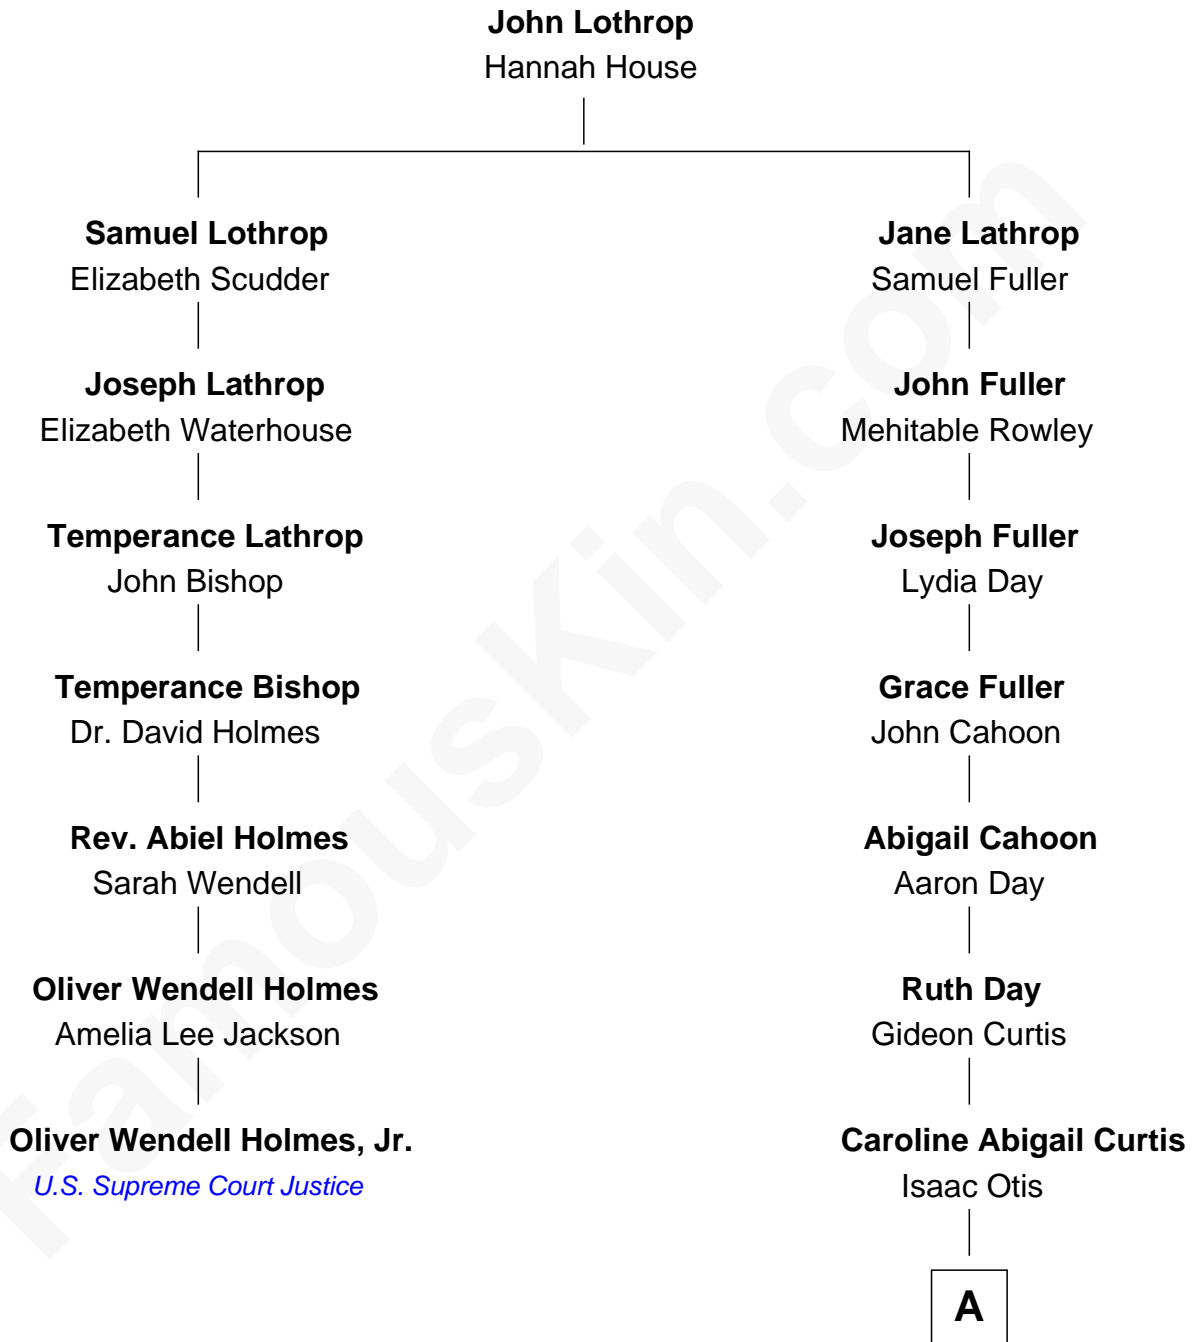 John Lothrop
Hannah House
Samuel Lothrop
Elizabeth Scudder
Jane Lathrop
Samuel Fuller
Joseph Lathrop
Elizabeth Waterhouse
John Fuller
Mehitable Rowley
Temperance Lathrop
John Bishop
Joseph Fuller
Lydia Day
Temperance Bishop
Dr. David Holmes
Grace Fuller
John Cahoon
Rev. Abiel Holmes
Sarah Wendell
Abigail Cahoon
Aaron Day
Oliver Wendell Holmes
Amelia Lee Jackson
Ruth Day
Gideon Curtis
Oliver Wendell Holmes, Jr.
U.S. Supreme Court Justice
Caroline Abigail Curtis
Isaac Otis
A
FamousKin.com